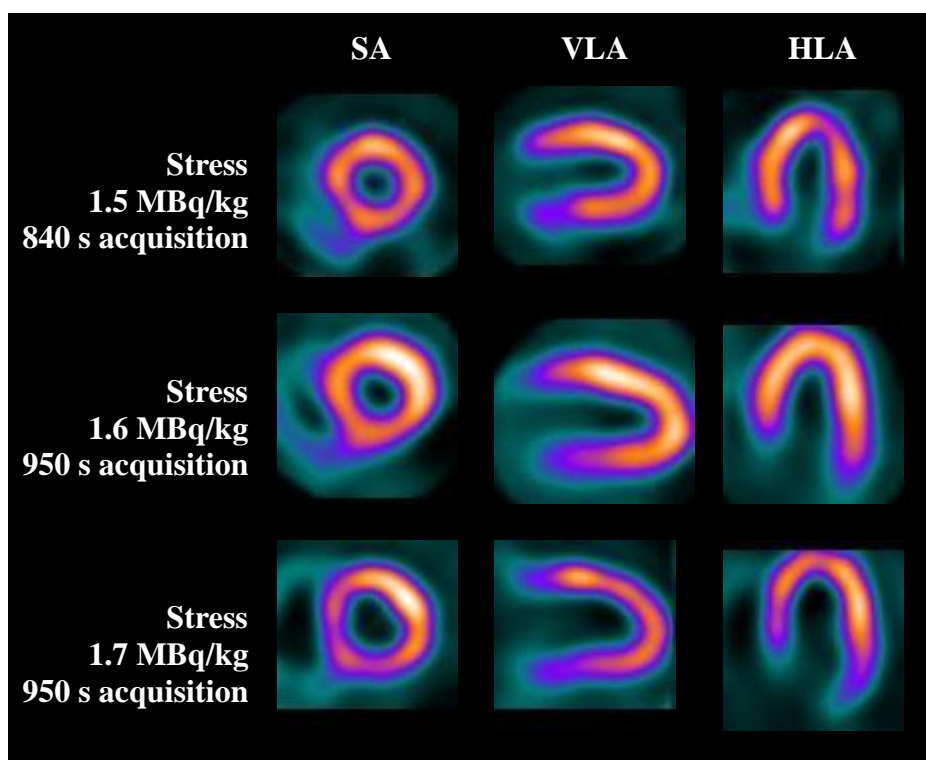 SA VLA HLA
Stress
1.5 MBq/kg
840 s acquisition
Stress
1.6 MBq/kg
950 s acquisition
Stress
1.7 MBq/kg
950 s acquisition